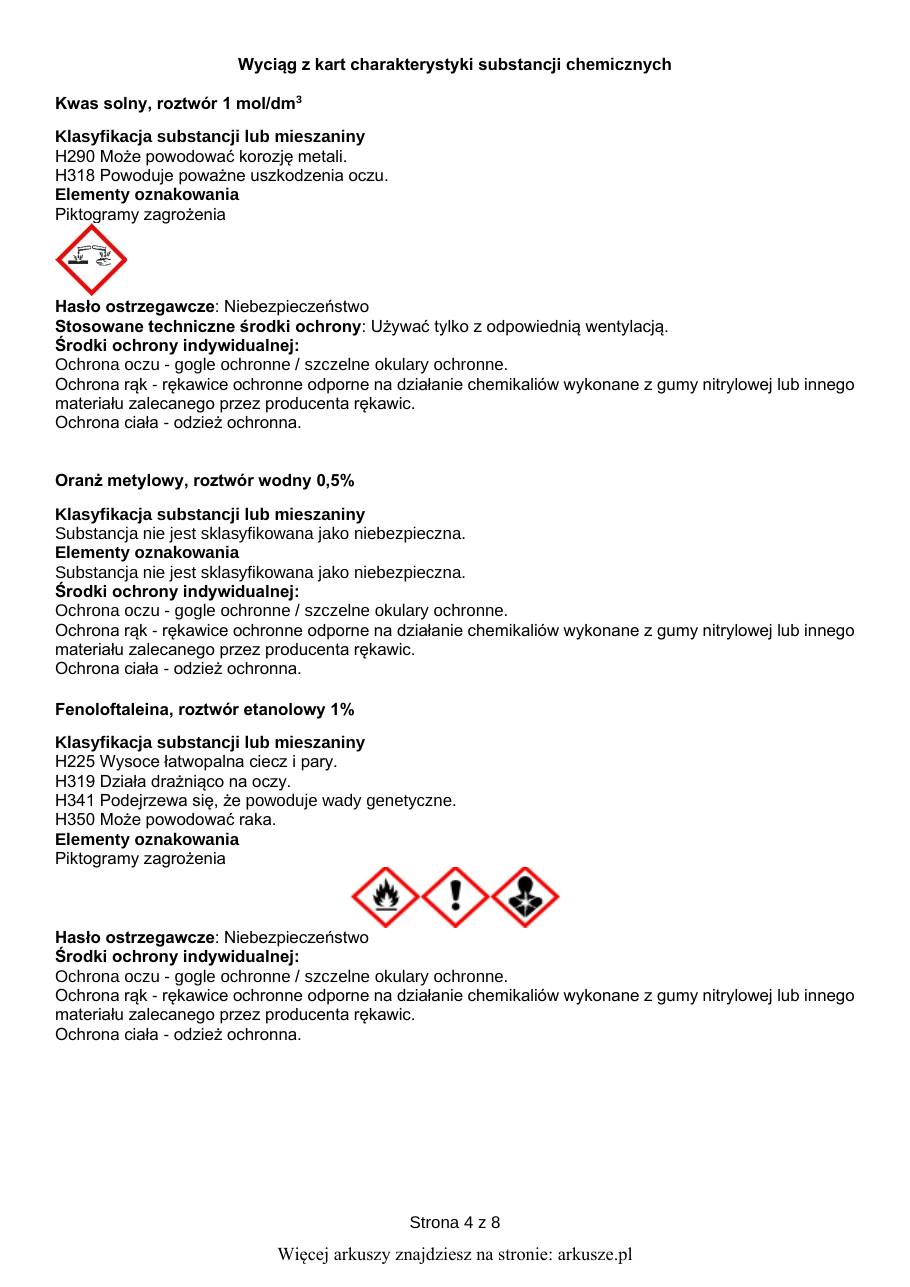 Wyciąg z kart charakterystyki substancji chemicznych
Kwas solny, roztwór 1 mol/dm³
Klasyfikacja substancji lub mieszaniny
H290 Może powodować korozję metali.
H318 Powoduje poważne uszkodzenia oczu.
Elementy oznakowania
Piktogramy zagrożenia
Hasło ostrzegawcze: Niebezpieczeństwo
Stosowane techniczne środki ochrony: Używać tylko z odpowiednią wentylacją.
Środki ochrony indywidualnej:
Ochrona oczu - gogle ochronne / szczelne okulary ochronne.
Ochrona rąk - rękawice ochronne odporne na działanie chemikaliów wykonane z gumy nitrylowej lub innego
materiału zalecanego przez producenta rękawic.
Ochrona ciała - odzież ochronna.
Oranż metylowy, roztwór wodny 0,5%
Klasyfikacja substancji lub mieszaniny
Substancja nie jest sklasyfikowana jako niebezpieczna.
Elementy oznakowania
Substancja nie jest sklasyfikowana jako niebezpieczna.
Środki ochrony indywidualnej:
Ochrona oczu - gogle ochronne / szczelne okulary ochronne.
Ochrona rąk - rękawice ochronne odporne na działanie chemikaliów wykonane z gumy nitrylowej lub innego
materiału zalecanego przez producenta rękawic.
Ochrona ciała - odzież ochronna.
Fenoloftaleina, roztwór etanolowy 1%
Klasyfikacja substancji lub mieszaniny
H225 Wysoce łatwopalna ciecz i pary.
H319 Działa drażniąco na oczy.
H341 Podejrzewa się, że powoduje wady genetyczne.
H350 Może powodować raka.
Elementy oznakowania
Piktogramy zagrożenia
Hasło ostrzegawcze: Niebezpieczeństwo
Środki ochrony indywidualnej:
Ochrona oczu - gogle ochronne / szczelne okulary ochronne.
Ochrona rąk - rękawice ochronne odporne na działanie chemikaliów wykonane z gumy nitrylowej lub innego
materiału zalecanego przez producenta rękawic.
Ochrona ciała - odzież ochronna.
Strona 4 z 8
Więcej arkuszy znajdziesz na stronie: arkusze.pl